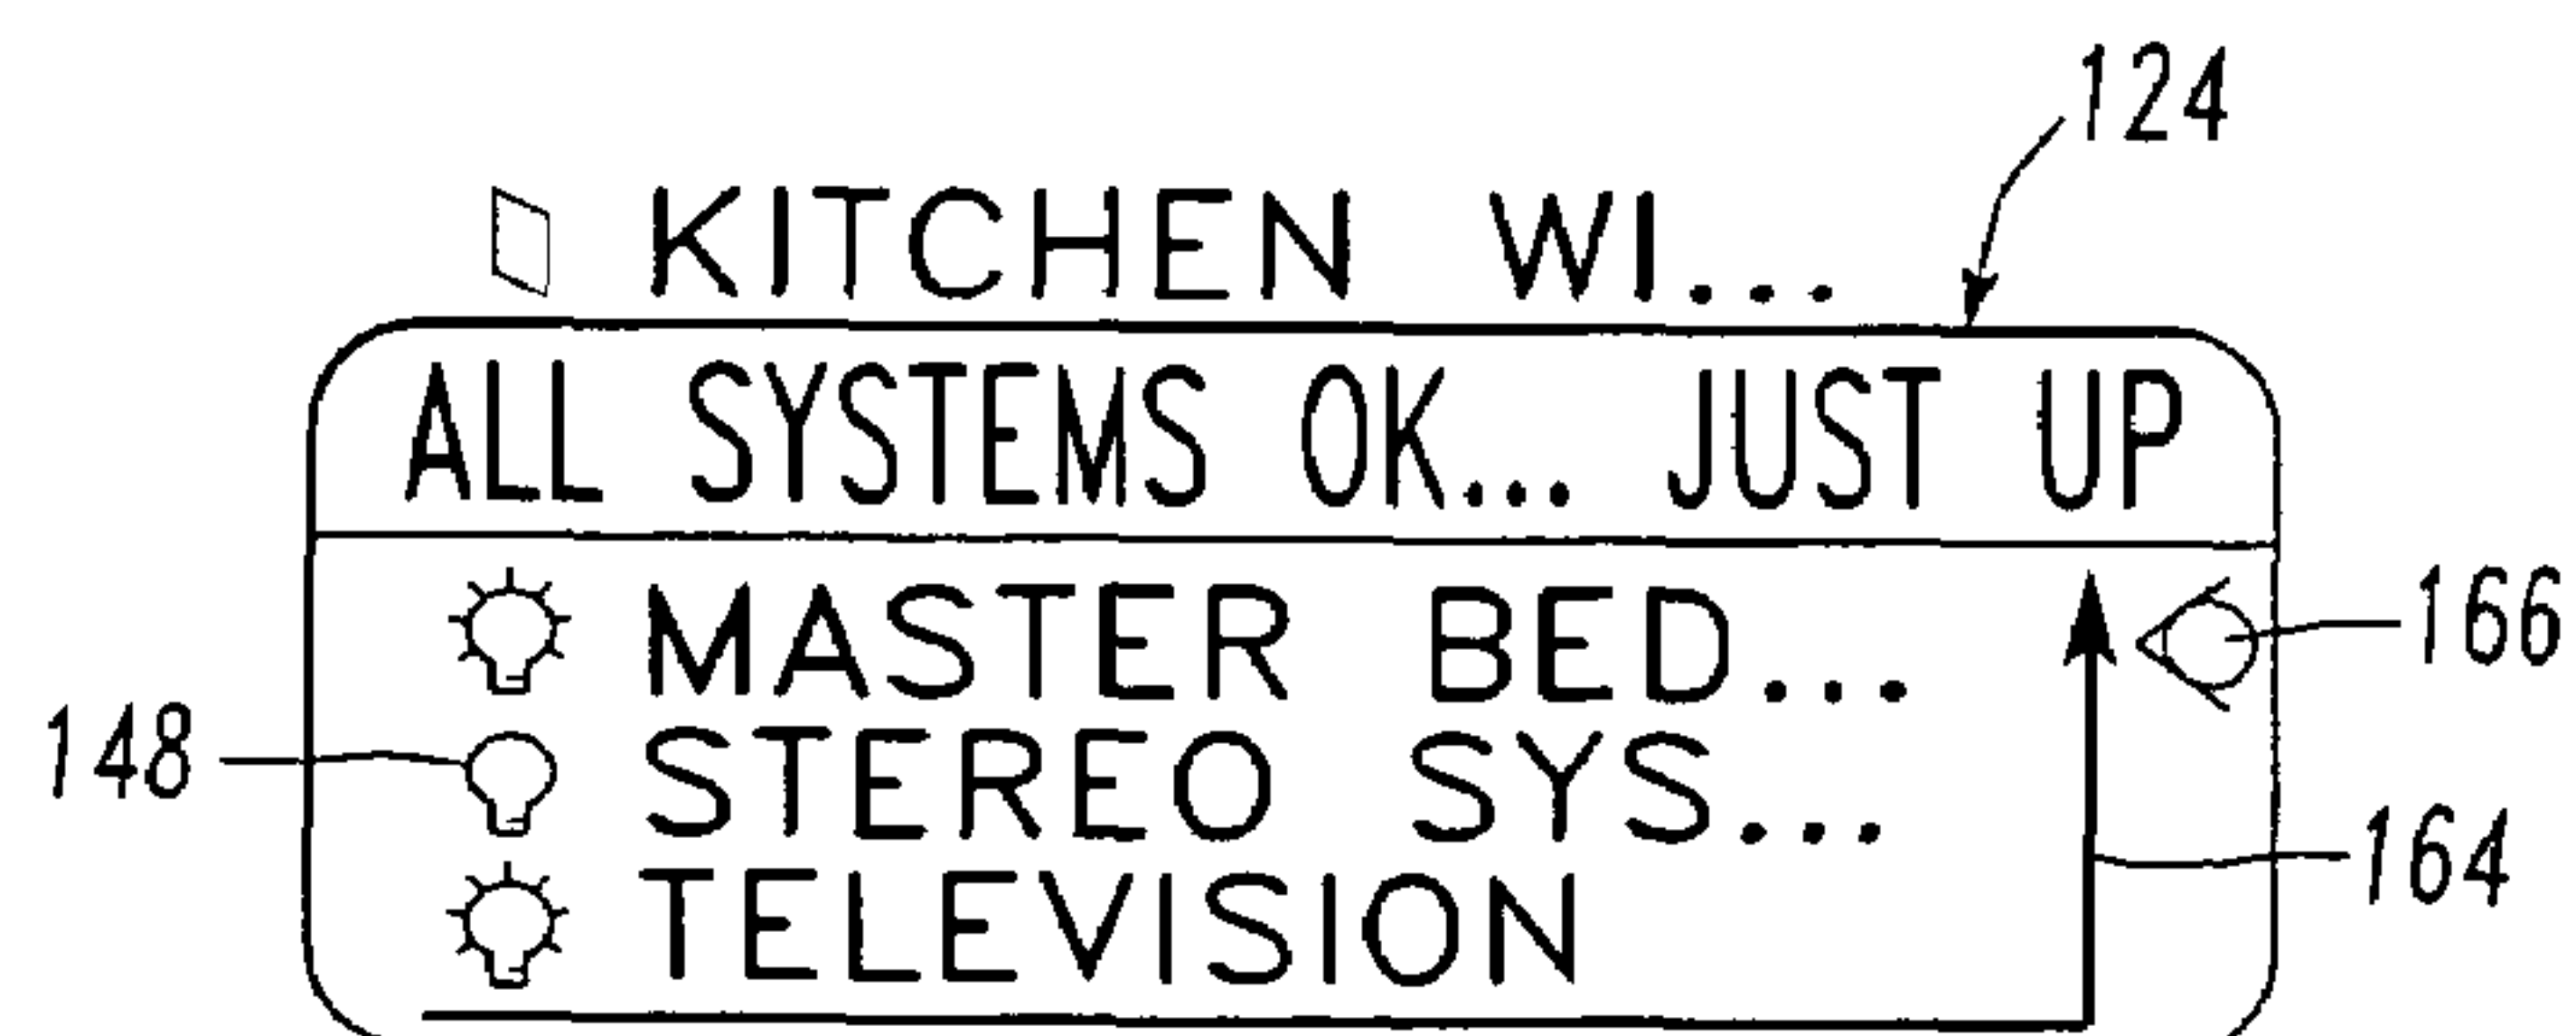 124
KITCHEN WI...
ALL SYSTEMS OK... JUST UP
MASTER BED...
166
148
STEREO SYS...
164
TELEVISION